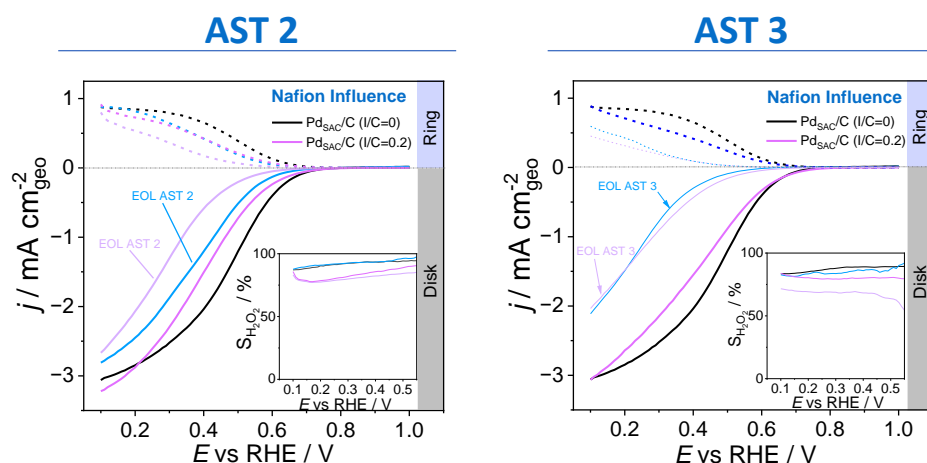 AST 2
AST 3
Nafion Influence
Pd_SAC/C (I/C=0)
Pd_SAC/C (I/C=0.2)
EOL AST 2
EOL AST 2
j / mA cm⁻²_geo
1
0
−1
−2
−3
0.2 0.4 0.6 0.8 1.0
E vs RHE / V
Ring
Disk
S_H₂O₂ / %
100
50
0
0.1 0.2 0.3 0.4 0.5
E vs RHE / V
Nafion Influence
Pd_SAC/C (I/C=0)
Pd_SAC/C (I/C=0.2)
EOL AST 3
EOL AST 3
j / mA cm⁻²_geo
1
0
−1
−2
−3
0.2 0.4 0.6 0.8 1.0
E vs RHE / V
Ring
Disk
S_H₂O₂ / %
100
50
0
0.1 0.2 0.3 0.4 0.5
E vs RHE / V